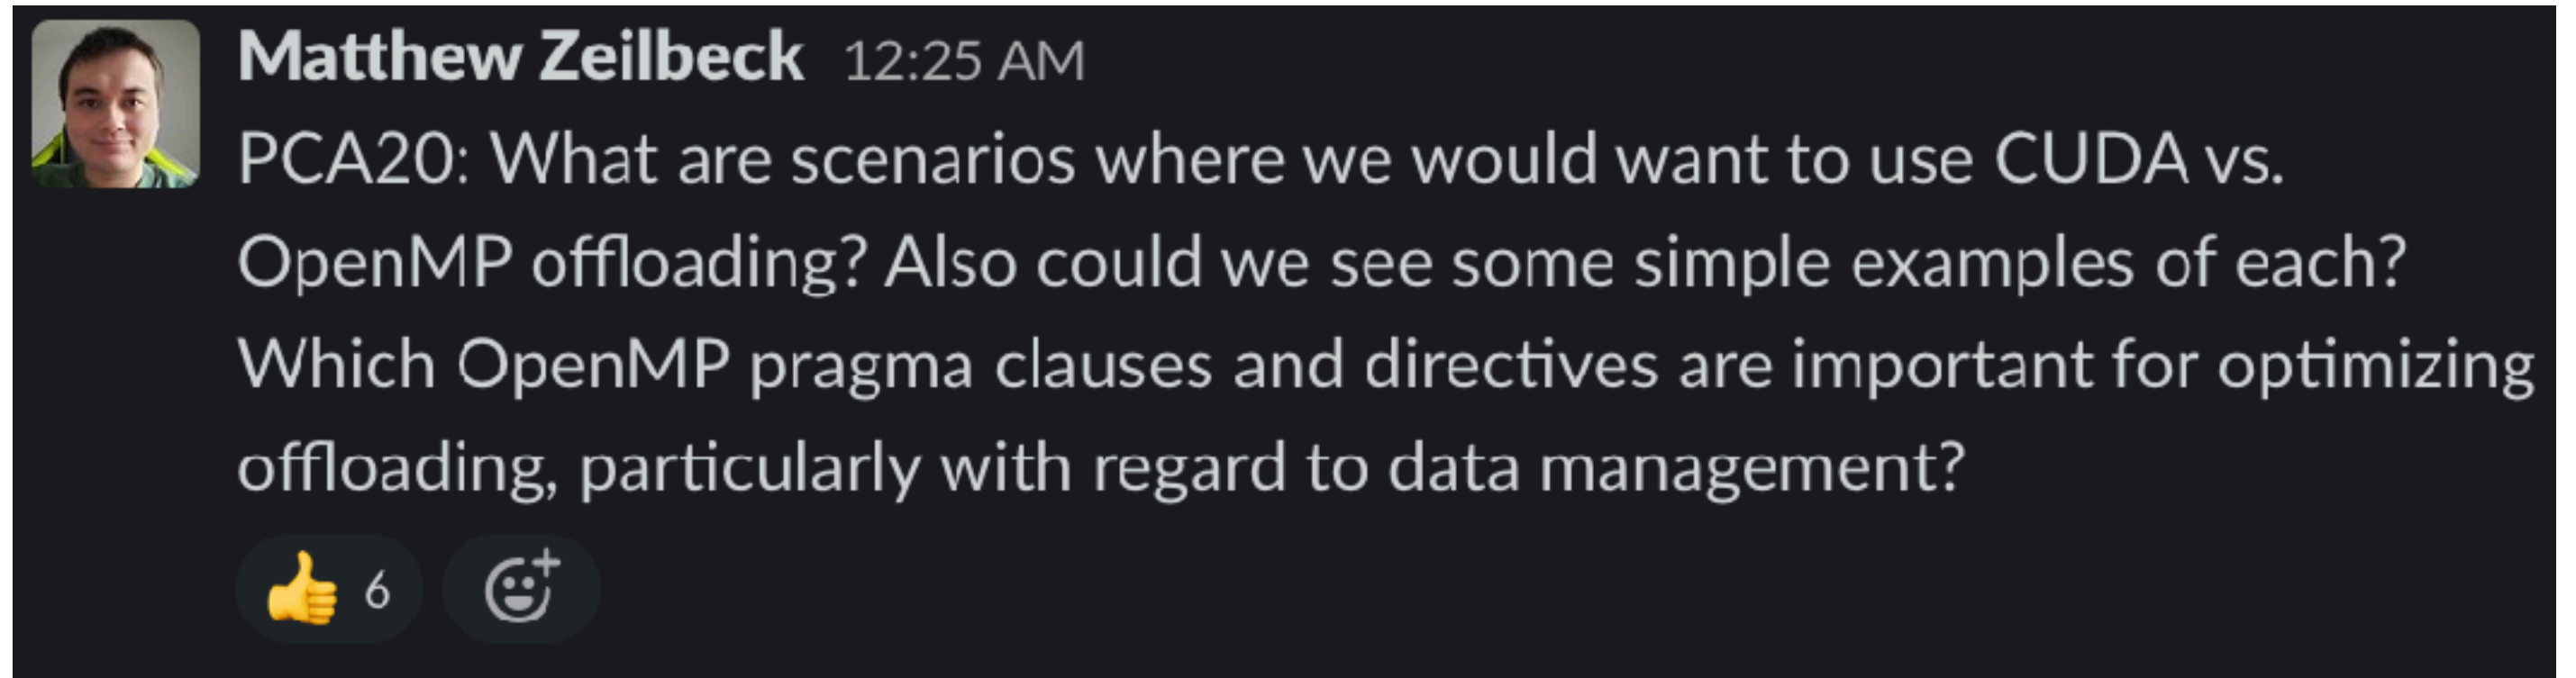 Matthew Zeilbeck 12:25 AM
PCA20: What are scenarios where we would want to use CUDA vs.
OpenMP offloading? Also could we see some simple examples of each?
Which OpenMP pragma clauses and directives are important for optimizing
offloading, particularly with regard to data management?
6